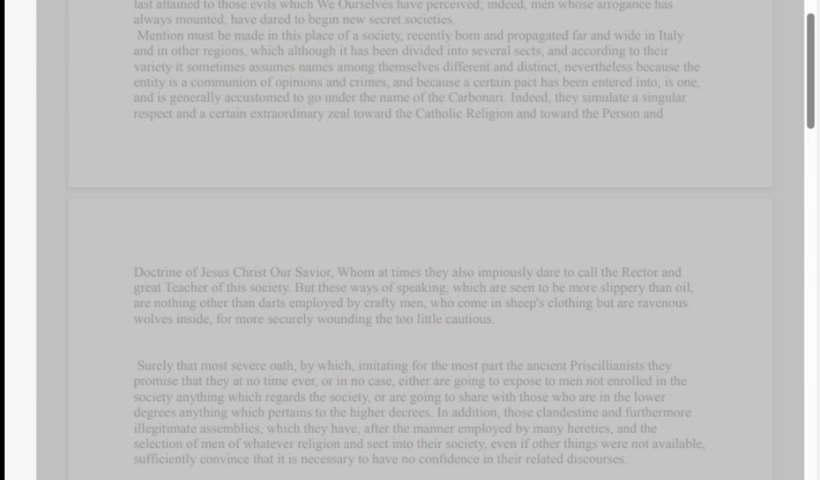 last attained to those evils which We Ourselves have perceived; indeed, men whose arrogance has
always mounted, have dared to begin new secret societies.
Mention must be made in this place of a society, recently born and propagated far and wide in Italy
and in other regions, which although it has been divided into several sects, and according to their
variety it sometimes assumes names among themselves different and distinct, nevertheless because the
entity is a communion of opinions and crimes, and because a certain pact has been entered into, is one,
and is generally accustomed to go under the name of the Carbonari. Indeed, they simulate a singular
respect and a certain extraordinary zeal toward the Catholic Religion and toward the Person and
Doctrine of Jesus Christ Our Savior, Whom at times they also impiously dare to call the Rector and
great Teacher of this society. But these ways of speaking, which are seen to be more slippery than oil,
are nothing other than darts employed by crafty men, who come in sheep's clothing but are ravenous
wolves inside, for more securely wounding the too little cautious.
Surely that most severe oath, by which, imitating for the most part the ancient Priscillianists they
promise that they at no time ever, or in no case, either are going to expose to men not enrolled in the
society anything which regards the society, or are going to share with those who are in the lower
degrees anything which pertains to the higher decrees. In addition, those clandestine and furthermore
illegitimate assemblies, which they have, after the manner employed by many heretics, and the
selection of men of whatever religion and sect into their society, even if other things were not available,
sufficiently convince that it is necessary to have no confidence in their related discourses.